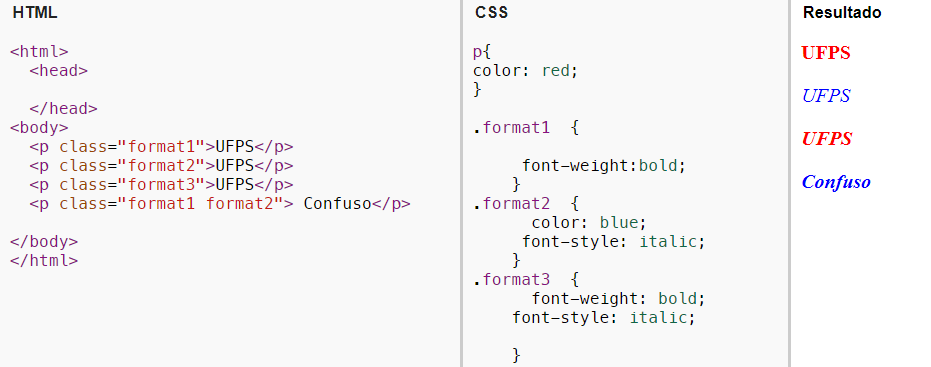 HTML
<html>
<head>
</head>
<body>
<p class="format1">UFPS</p>
<p class="format2">UFPS</p>
<p class="format3">UFPS</p>
<p class="format1 format2"> Confuso</p>
</body>
</html>
CSS
p{
color: red;
}
.format1 {
font-weight:bold;
}
.format2 {
color: blue;
font-style: italic;
}
.format3 {
font-weight: bold;
font-style: italic;
}
Resultado
UFPS
UFPS
UFPS
Confuso